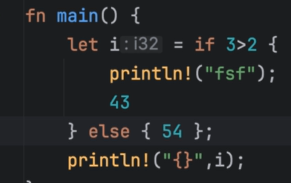 fn main() {
    let i: i32 = if 3>2 {
        println!("fsf");
        43
    } else { 54 };
    println!("{}",i);
}